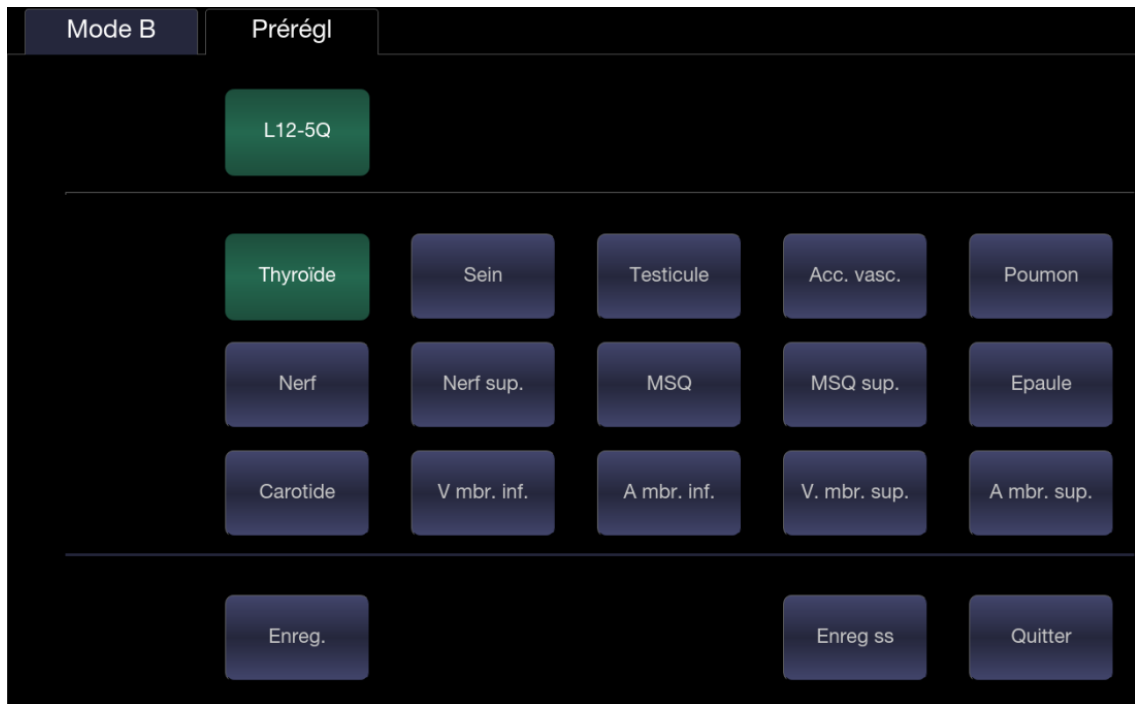 Mode B
Prérégl
L12-5Q
Thyroïde
Sein
Testicule
Acc. vasc.
Poumon
Nerf
Nerf sup.
MSQ
MSQ sup.
Epaule
Carotide
V mbr. inf.
A mbr. inf.
V. mbr. sup.
A mbr. sup.
Enreg.
Enreg ss
Quitter